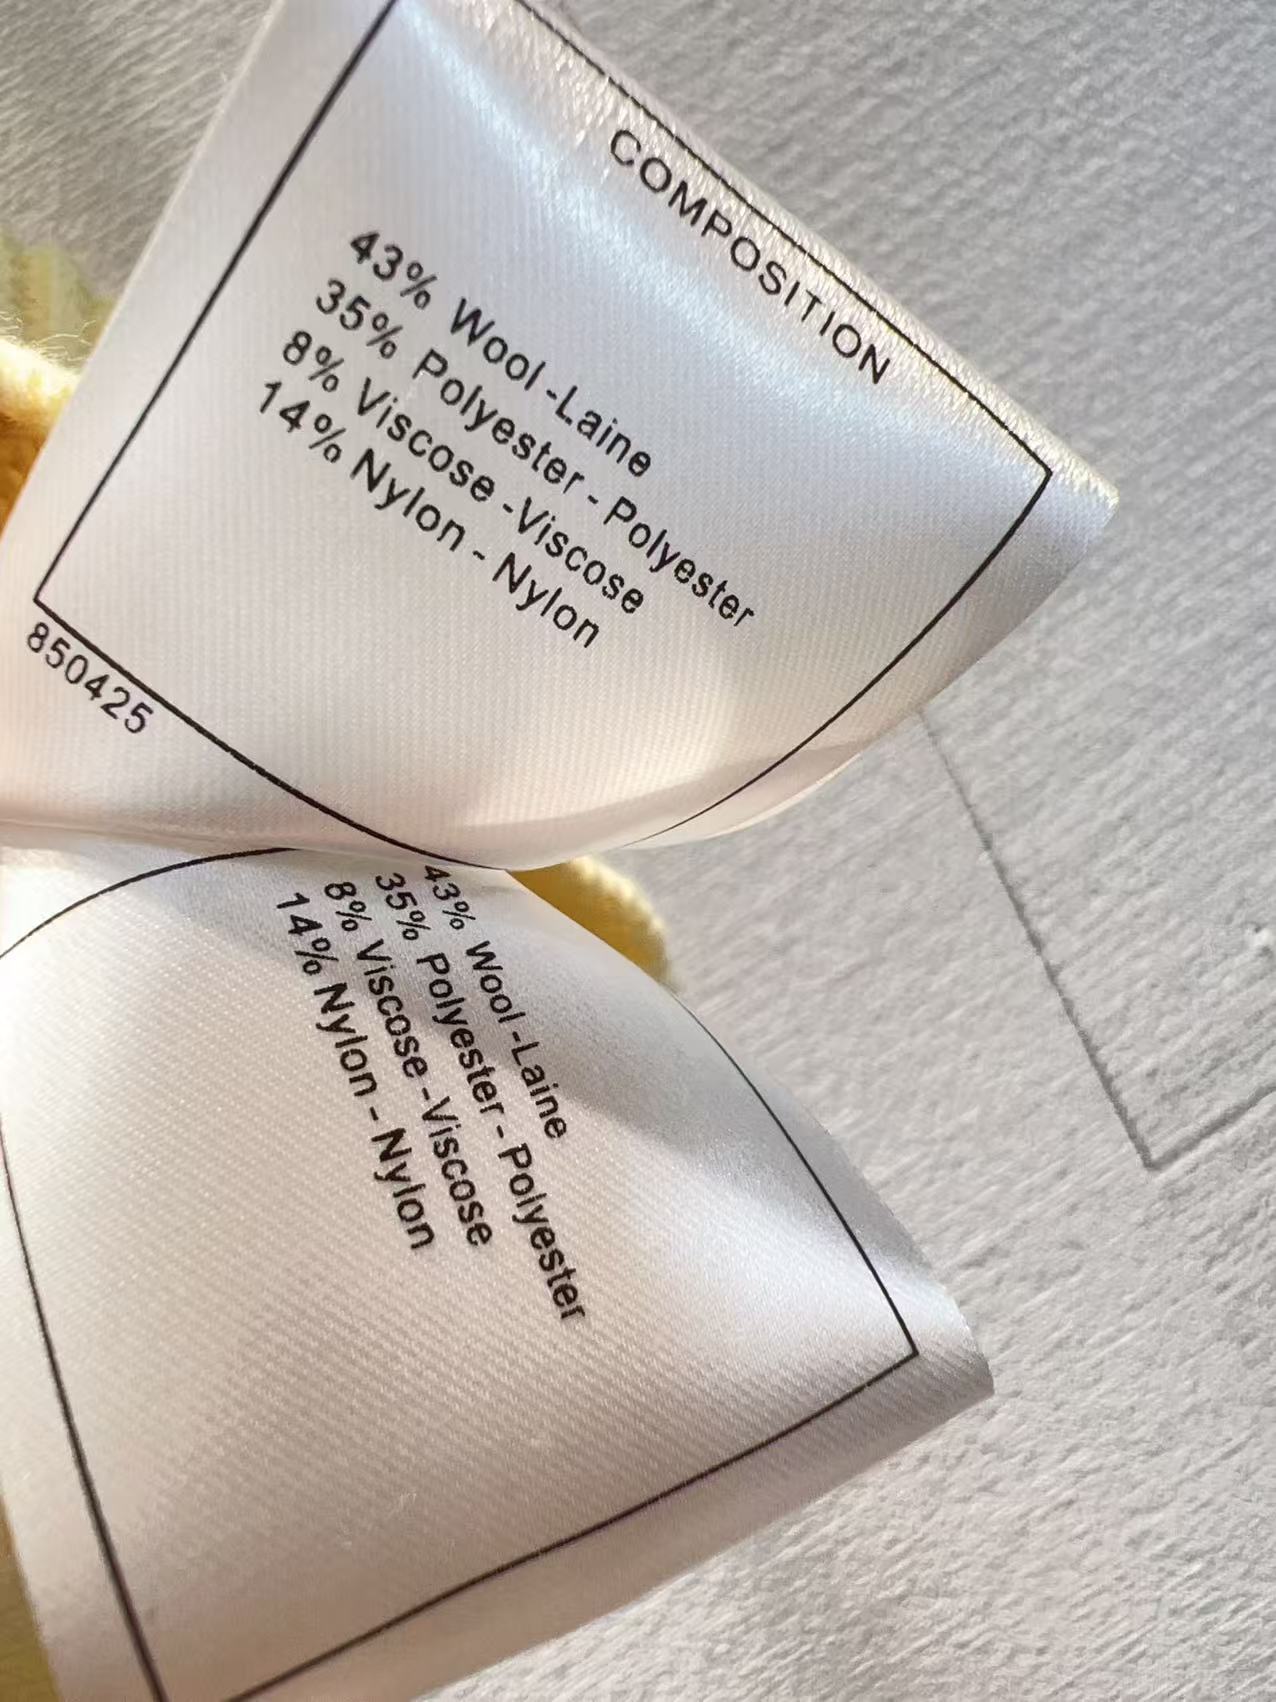 COMPOSITION
43% Wool -Laine
35% Polyester - Polyester
8% Viscose -Viscose
14% Nylon - Nylon
850425
43% Wool -Laine
35% Polyester - Polyester
8% Viscose -Viscose
14% Nylon - Nylon